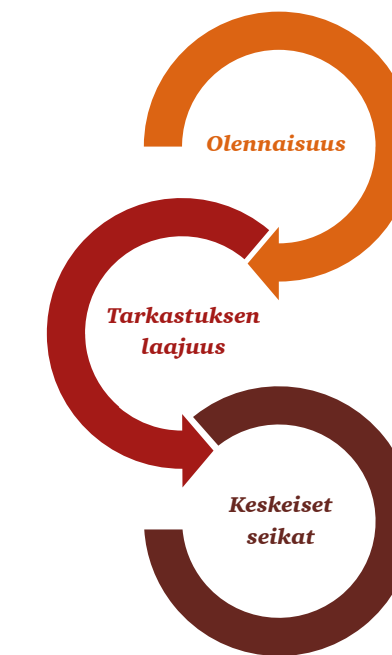 Olennaisuus
Tarkastuksen
laajuus
Keskeiset
seikat